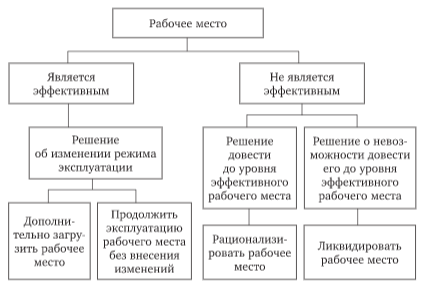 Рабочее место
Является
эффективным
Не является
эффективным
Решение
об изменении режима
эксплуатации
Решение
довести
до уровня
эффективного
рабочего места
Решение о невоз-
можности довести
его до уровня
эффективного
рабочего места
Дополни-
тельно загру-
зить рабочее
место
Продолжить
эксплуатацию
рабочего места
без внесения
изменений
Рационализи-
ровать рабочее
место
Ликвидировать
рабочее место